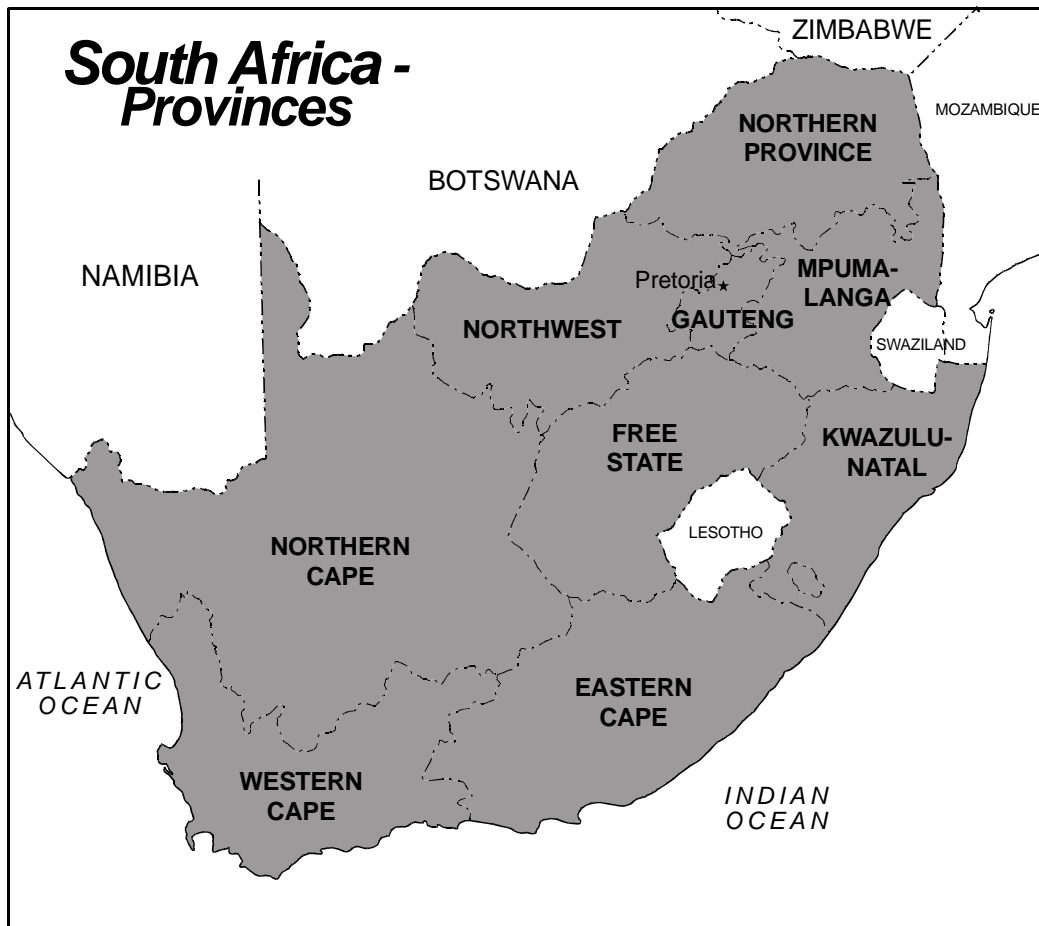 South Africa -
Provinces
ZIMBABWE
MOZAMBIQUE
NORTHERN
PROVINCE
BOTSWANA
NAMIBIA
Pretoria
MPUMA-
LANGA
NORTHWEST
GAUTENG
SWAZILAND
FREE
STATE
KWAZULU-
NATAL
LESOTHO
NORTHERN
CAPE
ATLANTIC
OCEAN
EASTERN
CAPE
WESTERN
CAPE
INDIAN
OCEAN